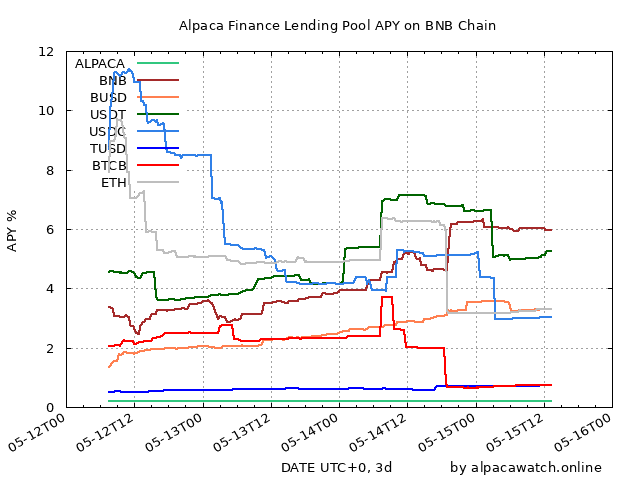 Alpaca Finance Lending Pool APY on BNB Chain
12
10
8
6
4
2
0
APY %
ALPACA
BNB
BUSD
USDT
USDC
TUSD
BTCB
ETH
05-12T00
05-12T12
05-13T00
05-13T12
05-14T00
05-14T12
05-15T00
05-15T12
05-16T00
DATE UTC+0, 3d
by alpacawatch.online